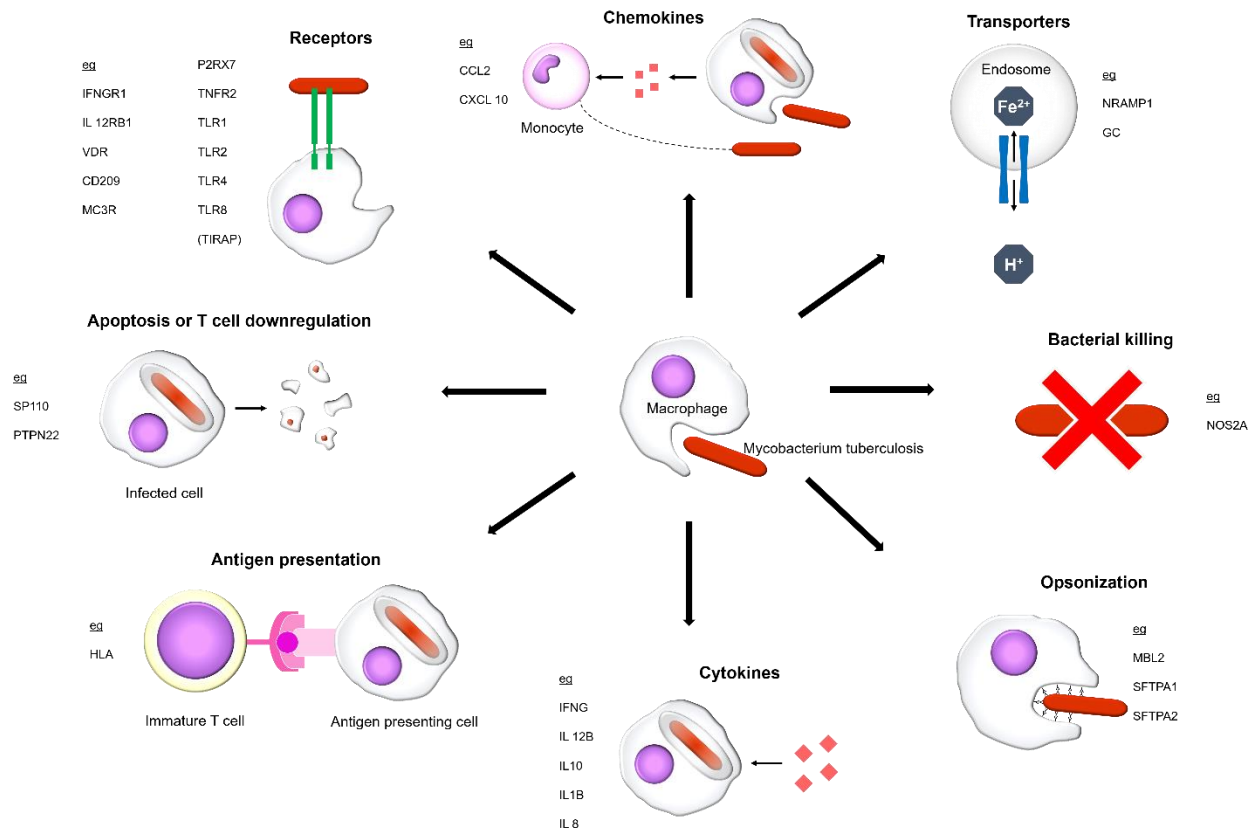 Receptors
eg
IFNGR1
IL 12RB1
VDR
CD209
MC3R
P2RX7
TNFR2
TLR1
TLR2
TLR4
TLR8
(TIRAP)
Chemokines
eg
CCL2
CXCL 10
Monocyte
Transporters
Endosome
Fe²⁺
H⁺
eg
NRAMP1
GC
Apoptosis or T cell downregulation
eg
SP110
PTPN22
Infected cell
Macrophage
Mycobacterium tuberculosis
Bacterial killing
eg
NOS2A
Antigen presentation
eg
HLA
Immature T cell
Antigen presenting cell
Cytokines
eg
IFNG
IL 12B
IL10
IL1B
IL 8
Opsonization
eg
MBL2
SFTPA1
SFTPA2